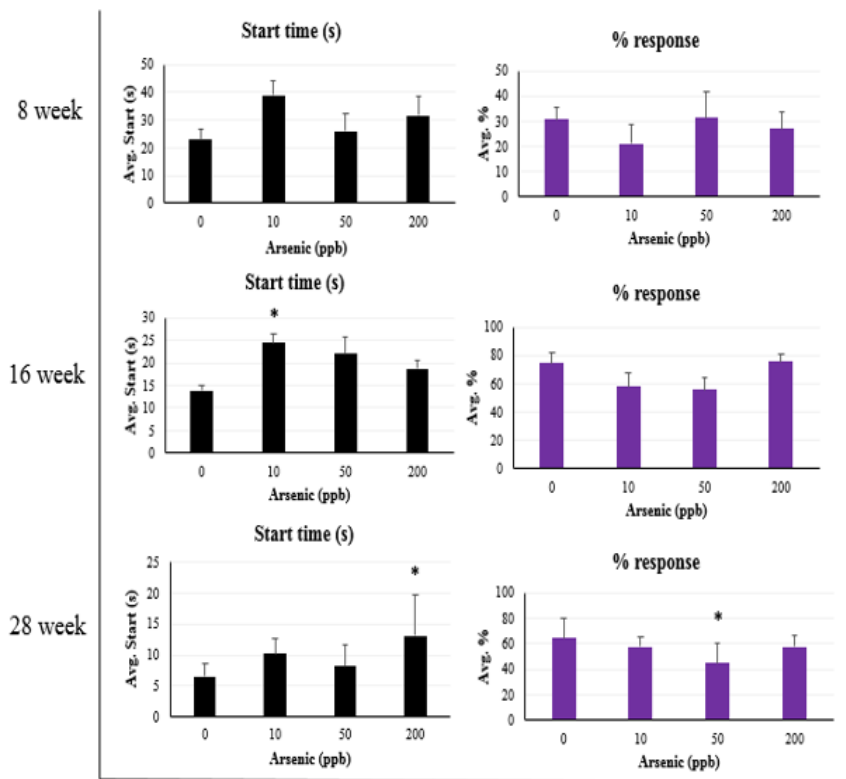 8 week
Start time (s)
Avg. Start (s)
50
40
30
20
10
0
0 10 50 200
Arsenic (ppb)
% response
Avg. %
50
40
30
20
10
0
0 10 50 200
Arsenic (ppb)
16 week
Start time (s)
Avg. Start (s)
30
25
20
15
10
5
0
*
0 10 50 200
Arsenic (ppb)
% response
Avg. %
100
80
60
40
20
0
0 10 50 200
Arsenic (ppb)
28 week
Start time (s)
Avg. Start (s)
25
20
15
10
5
0
*
0 10 50 200
Arsenic (ppb)
% response
Avg. %
100
80
60
40
20
0
*
0 10 50 200
Arsenic (ppb)